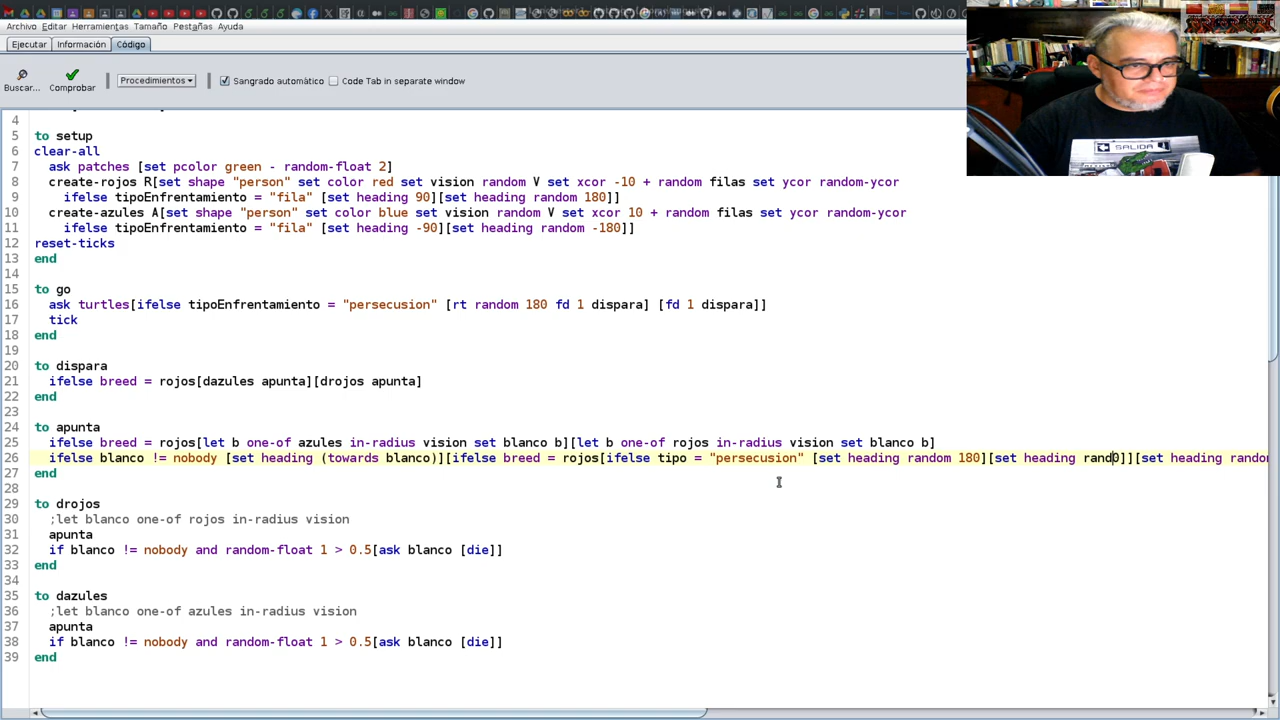 Archivo Editar Herramientas Tamaño Pestañas Ayuda
Ejecutar Información Código
Buscar... Comprobar Procedimientos Sangrado automático Code Tab in separate window
4
5 to setup
6 clear-all
7 ask patches [set pcolor green - random-float 2]
8 create-rojos R[set shape "person" set color red set vision random V set xcor -10 + random filas set ycor random-ycor
9 ifelse tipoEnfrentamiento = "fila" [set heading 90][set heading random 180]]
10 create-azules A[set shape "person" set color blue set vision random V set xcor 10 + random filas set ycor random-ycor
11 ifelse tipoEnfrentamiento = "fila" [set heading -90][set heading random -180]]
12 reset-ticks
13 end
14
15 to go
16 ask turtles[ifelse tipoEnfrentamiento = "persecusion" [rt random 180 fd 1 dispara] [fd 1 dispara]]
17 tick
18 end
19
20 to dispara
21 ifelse breed = rojos[dazules apunta][drojos apunta]
22 end
23
24 to apunta
25 ifelse breed = rojos[let b one-of azules in-radius vision set blanco b][let b one-of rojos in-radius vision set blanco b]
26 ifelse blanco != nobody [set heading (towards blanco)][ifelse breed = rojos[ifelse tipo = "persecusion" [set heading random 180][set heading rand0]][set heading random
27 end
28
29 to drojos
30 ;let blanco one-of rojos in-radius vision
31 apunta
32 if blanco != nobody and random-float 1 > 0.5[ask blanco [die]]
33 end
34
35 to dazules
36 ;let blanco one-of azules in-radius vision
37 apunta
38 if blanco != nobody and random-float 1 > 0.5[ask blanco [die]]
39 end
SALIDA